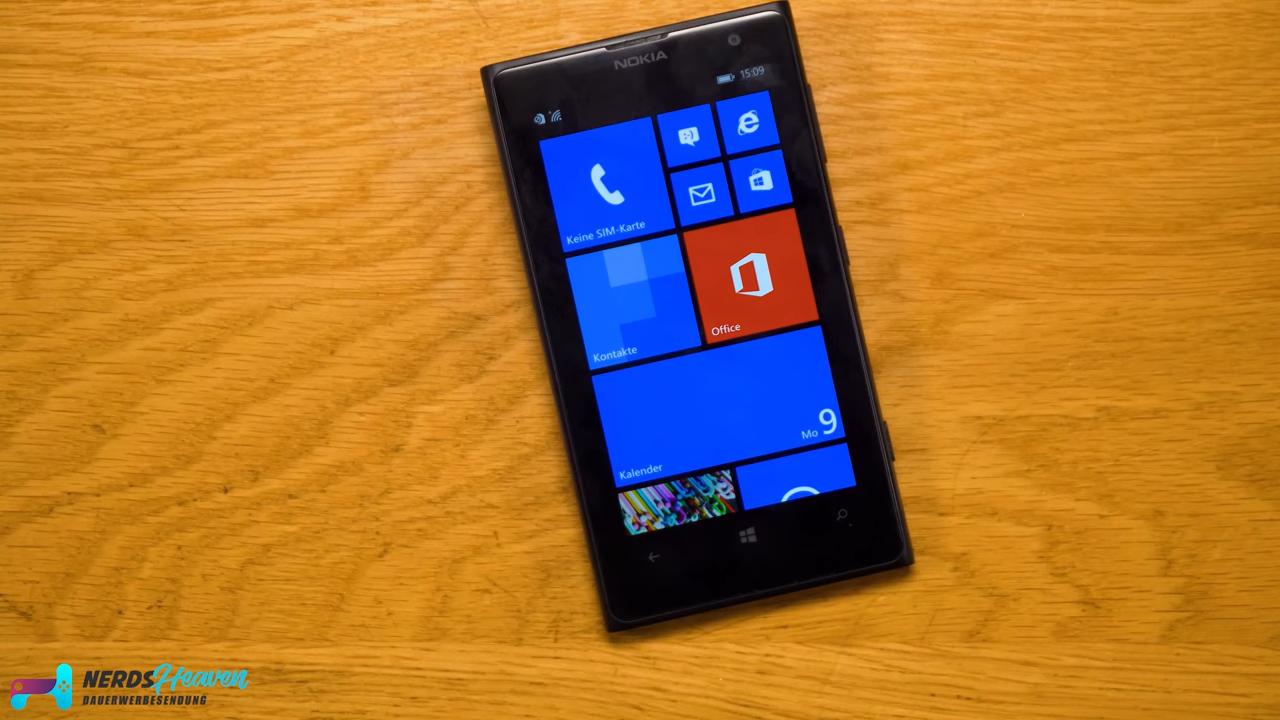 NOKIA
15:09
Keine SIM-Karte
Kontakte
Office
Mo 9
Kalender
NERDSHeaven
DAUERWERBESENDUNG